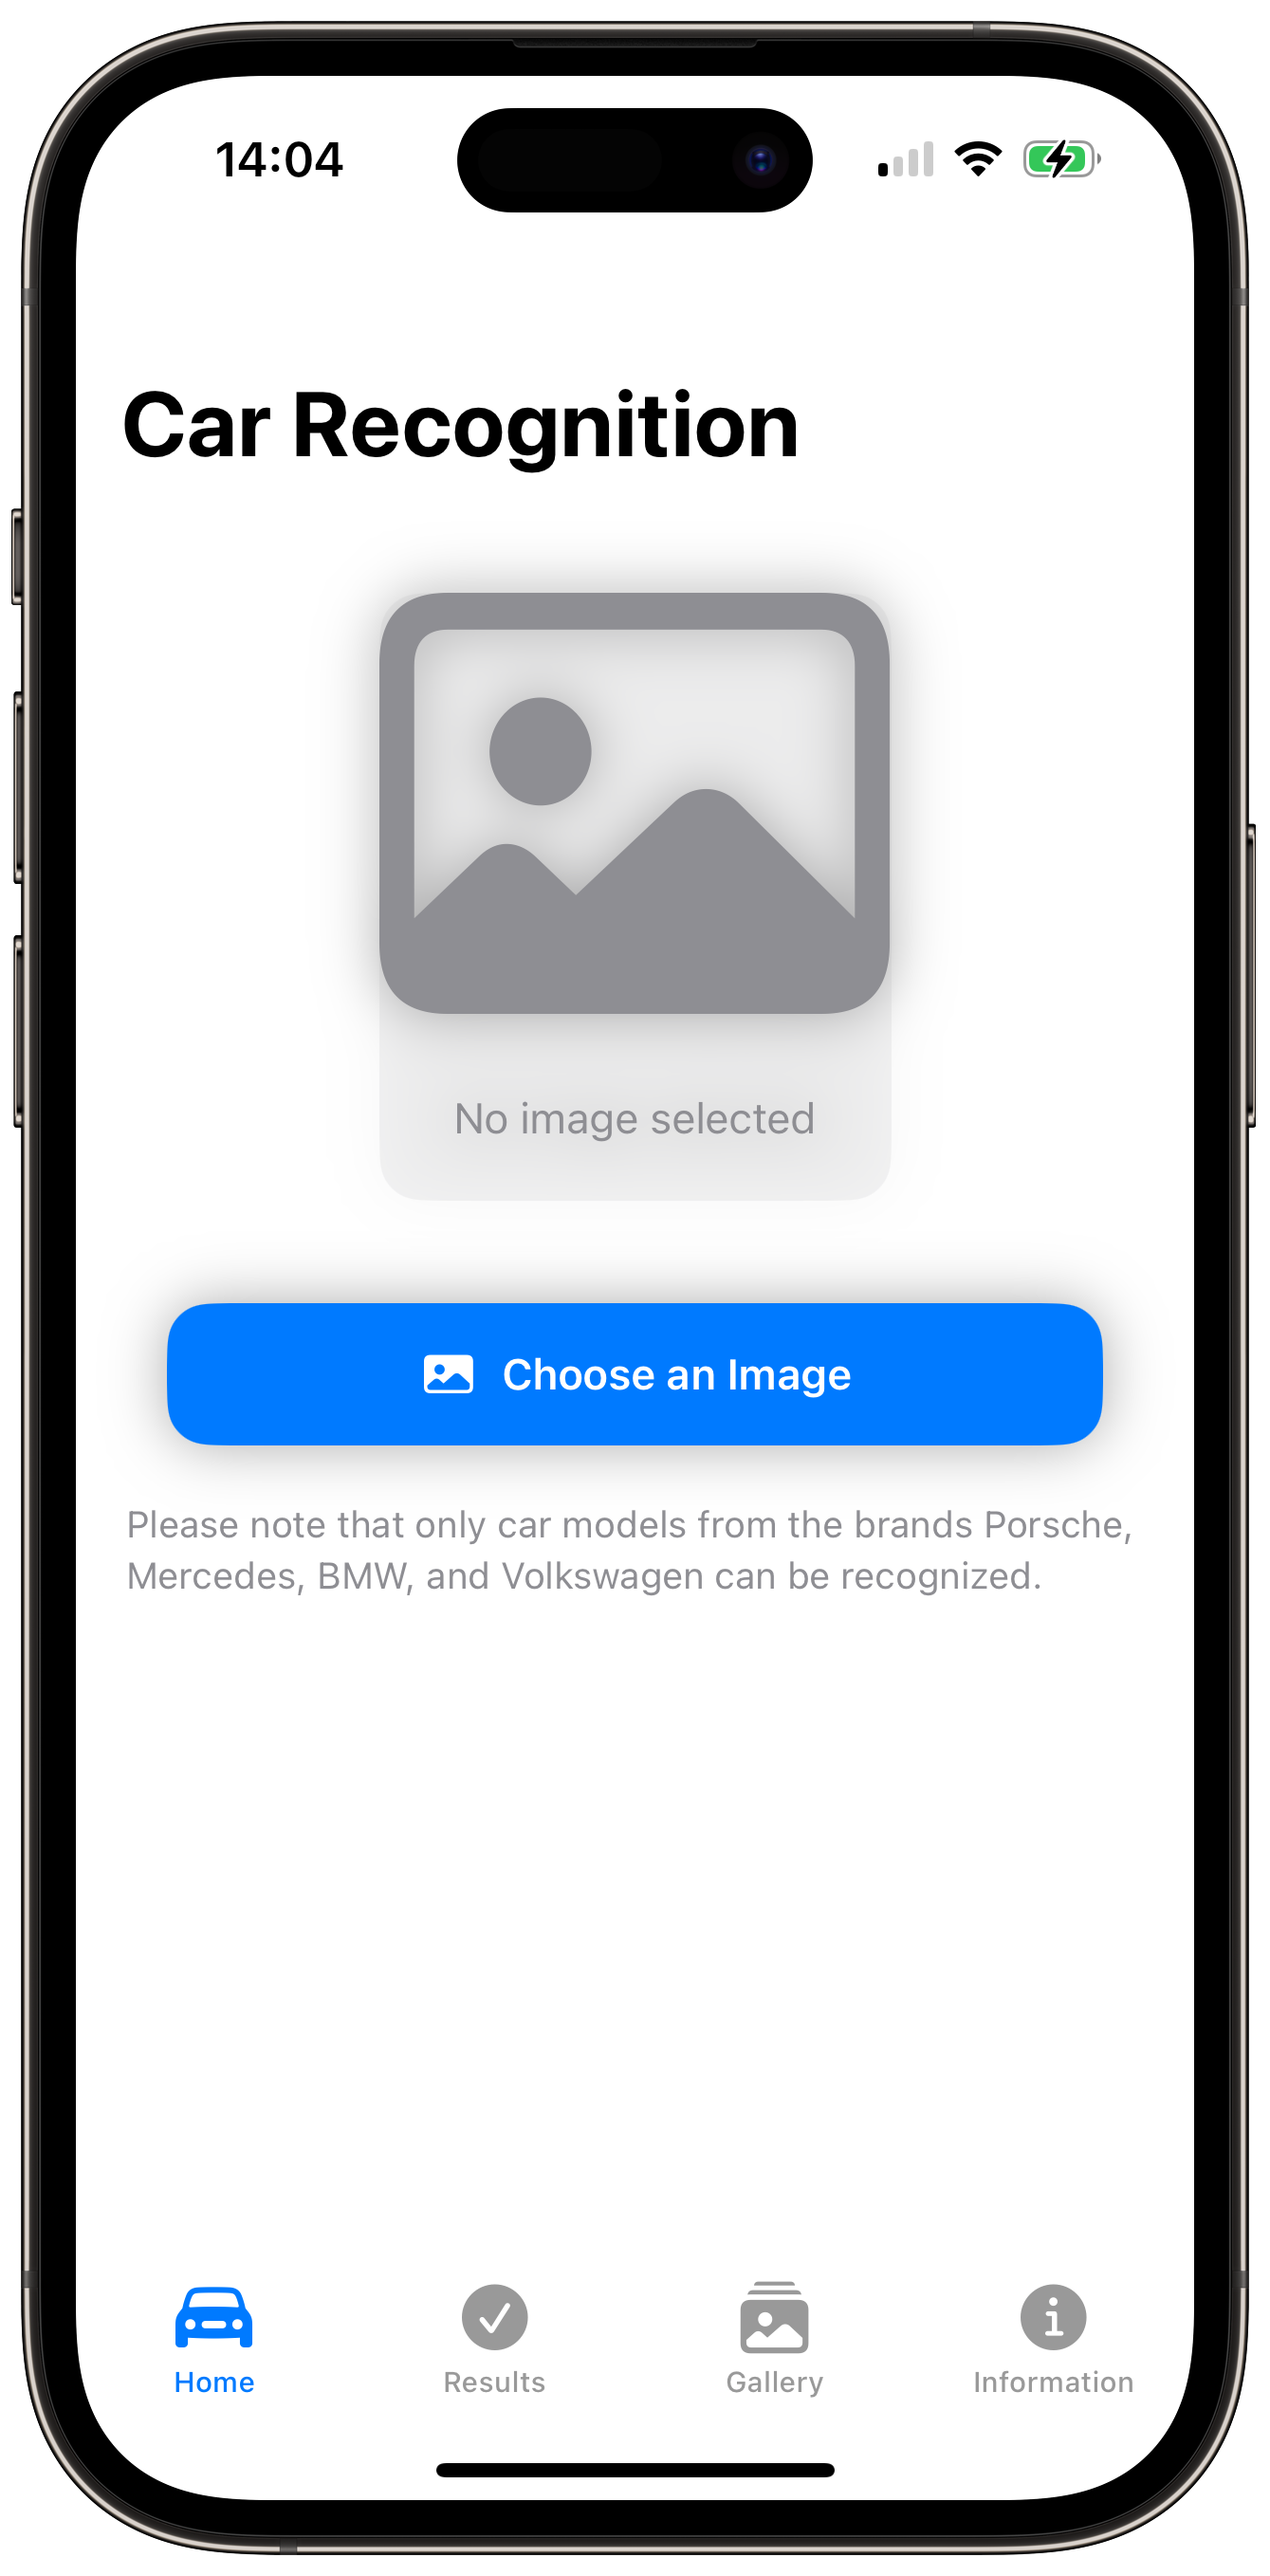 14:04
Car Recognition
No image selected
Choose an Image
Please note that only car models from the brands Porsche,
Mercedes, BMW, and Volkswagen can be recognized.
Home
Results
Gallery
Information